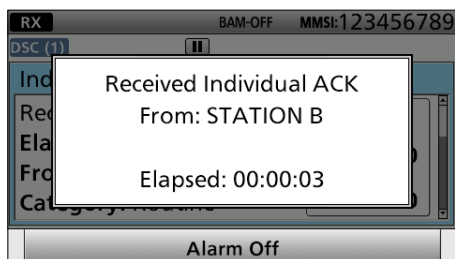 RX BAM-OFF MMSI:123456789
DSC (1)
Received Individual ACK
From: STATION B
Elapsed: 00:00:03
Alarm Off